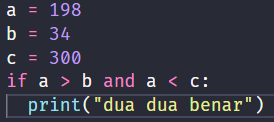 a = 198
b = 34
c = 300
if a > b and a < c:
  print("dua dua benar")